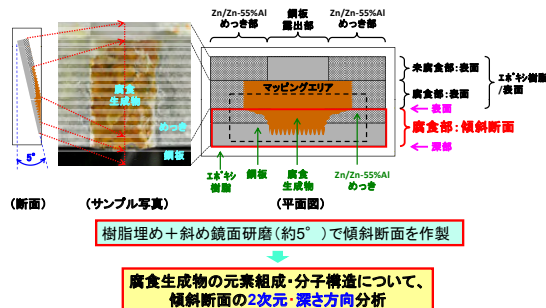 Zn/Zn-55%Al
めっき部
鋼板
露出部
Zn/Zn-55%Al
めっき部
未腐食部:表面
腐食部:表面
エポキシ樹脂
/表面
マッピングエリア
表面
腐食部:傾斜断面
深部
腐食
生成物
めっき
鋼板
5°
エポキシ
樹脂
鋼板
腐食
生成物
Zn/Zn-55%Al
めっき
(断面)
(サンプル写真)
(平面図)
樹脂埋め+斜め鏡面研磨(約5°)で傾斜断面を作製
腐食生成物の元素組成・分子構造について、
傾斜断面の2次元・深さ方向分析